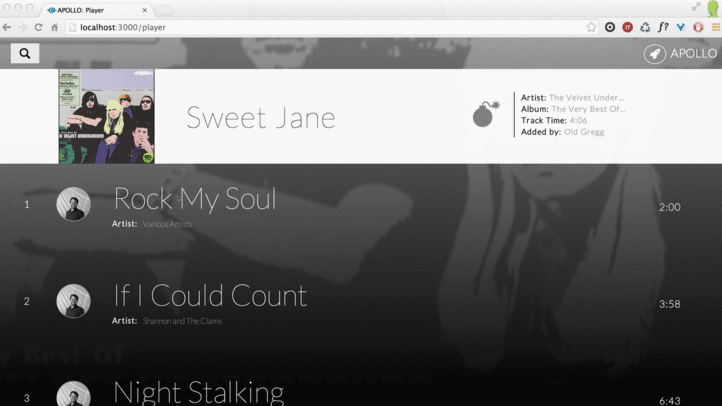 APOLLO: Player
localhost:3000/player
APOLLO
Sweet Jane
Artist: The Velvet Under...
Album: The Very Best Of...
Track Time: 4:06
Added by: Old Gregg
1
Rock My Soul
2:00
Artist: Various Artists
2
If I Could Count
3:58
Artist: Shannon and The Clams
3
Night Stalking
6:43